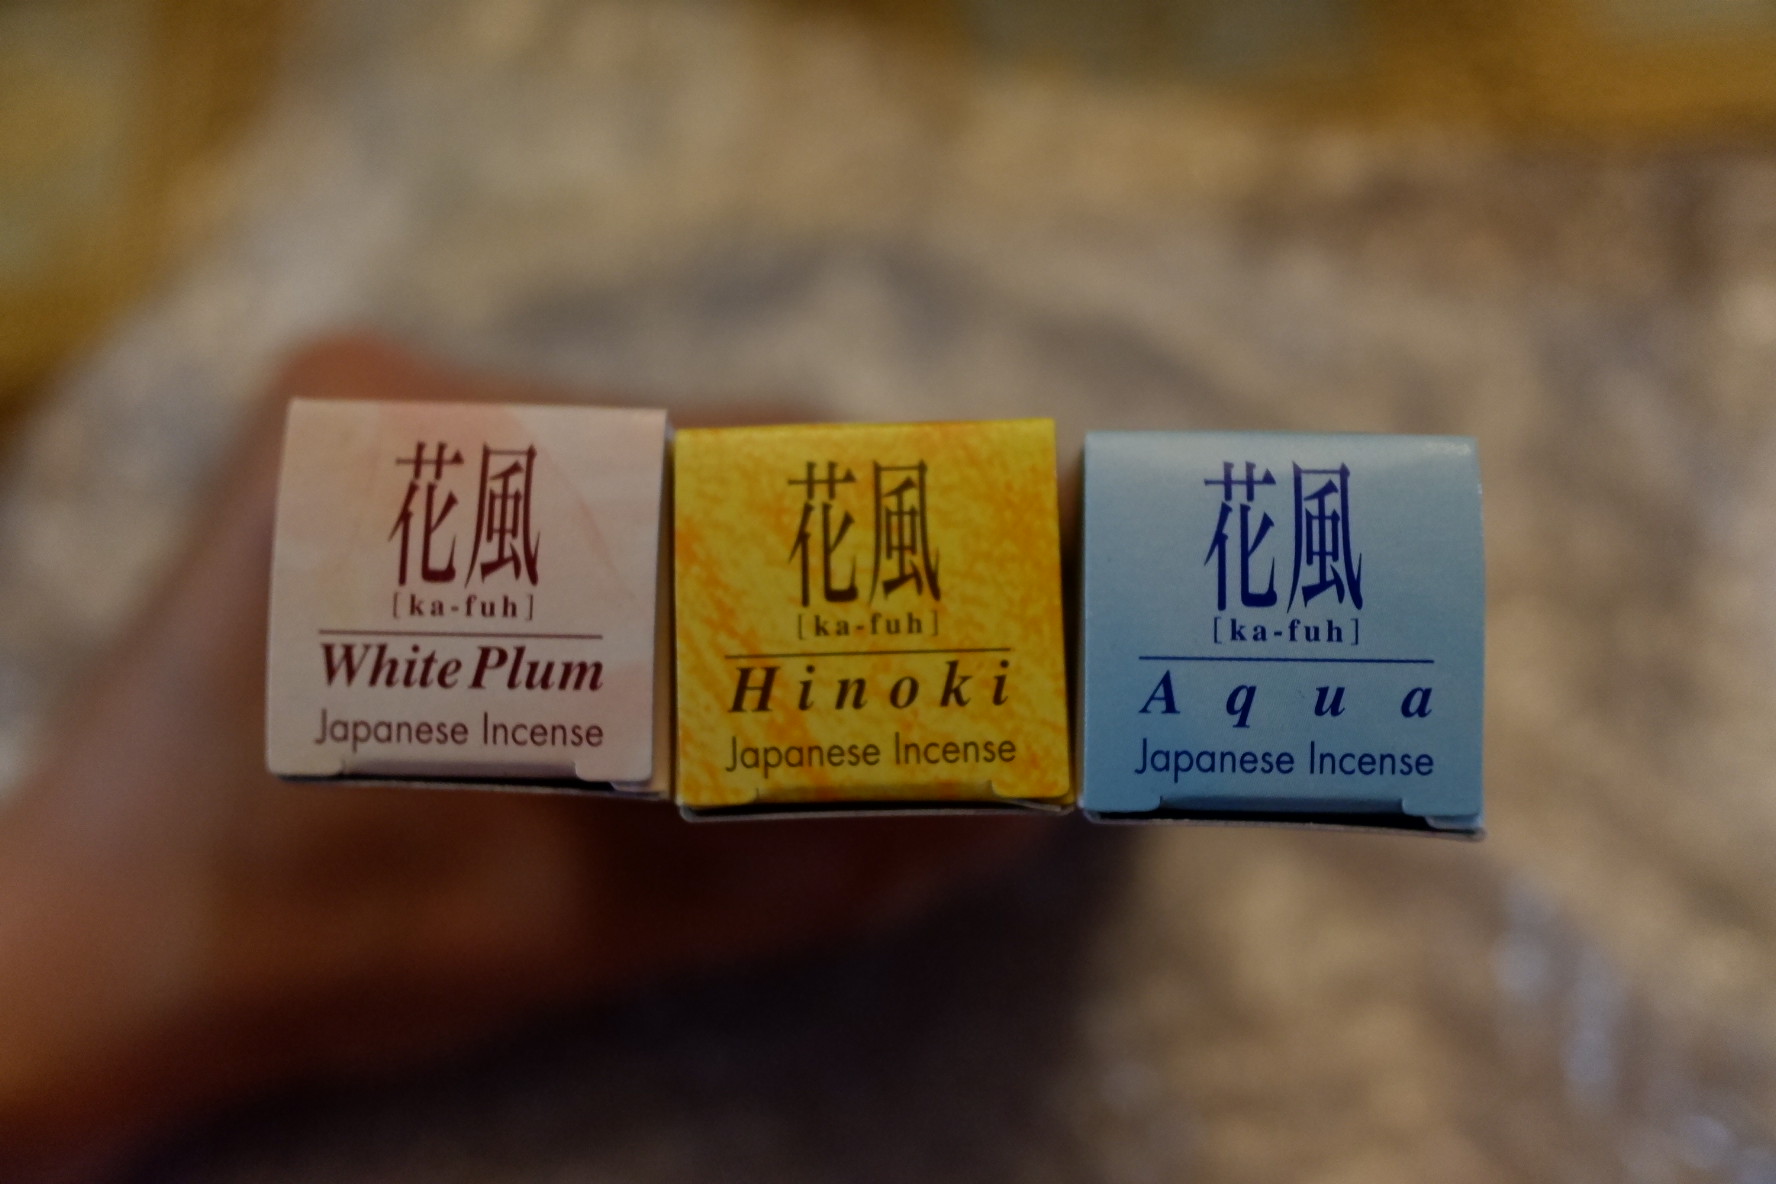 花風
[ka-fuh]
White Plum
Japanese Incense
花風
[ka-fuh]
Hinoki
Japanese Incense
花風
[ka-fuh]
Aqua
Japanese Incense